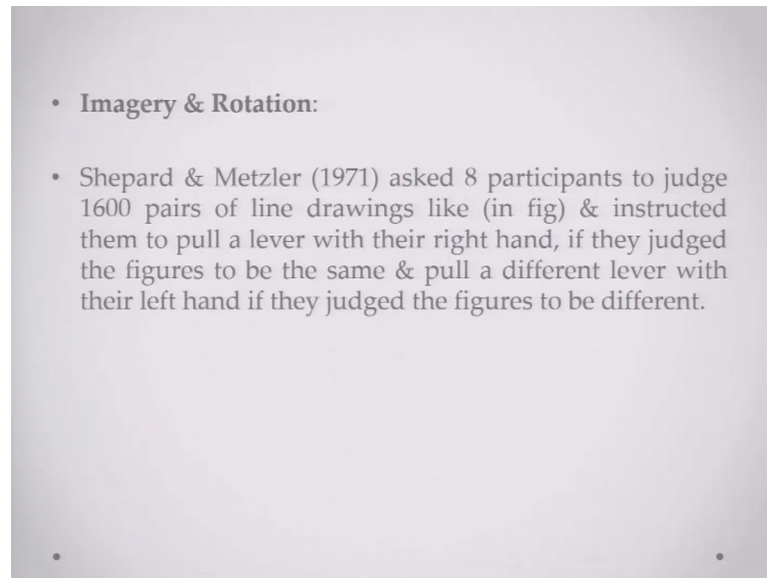 • Imagery & Rotation:
• Shepard & Metzler (1971) asked 8 participants to judge
1600 pairs of line drawings like (in fig) & instructed
them to pull a lever with their right hand, if they judged
the figures to be the same & pull a different lever with
their left hand if they judged the figures to be different.